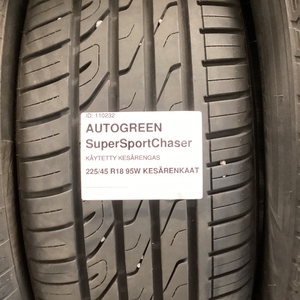 ID: 110232
AUTOGREEN
SuperSportChaser
KÄYTETTY KESÄRENGAS
225/45 R18 95W KESÄRENKAAT